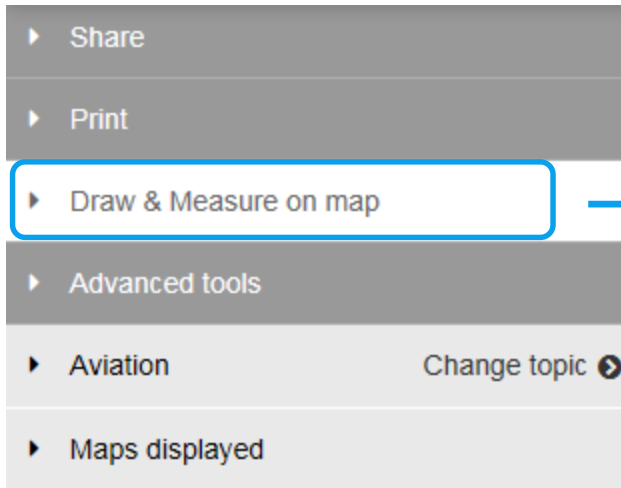 Share
Print
Draw & Measure on map
Advanced tools
Aviation Change topic
Maps displayed